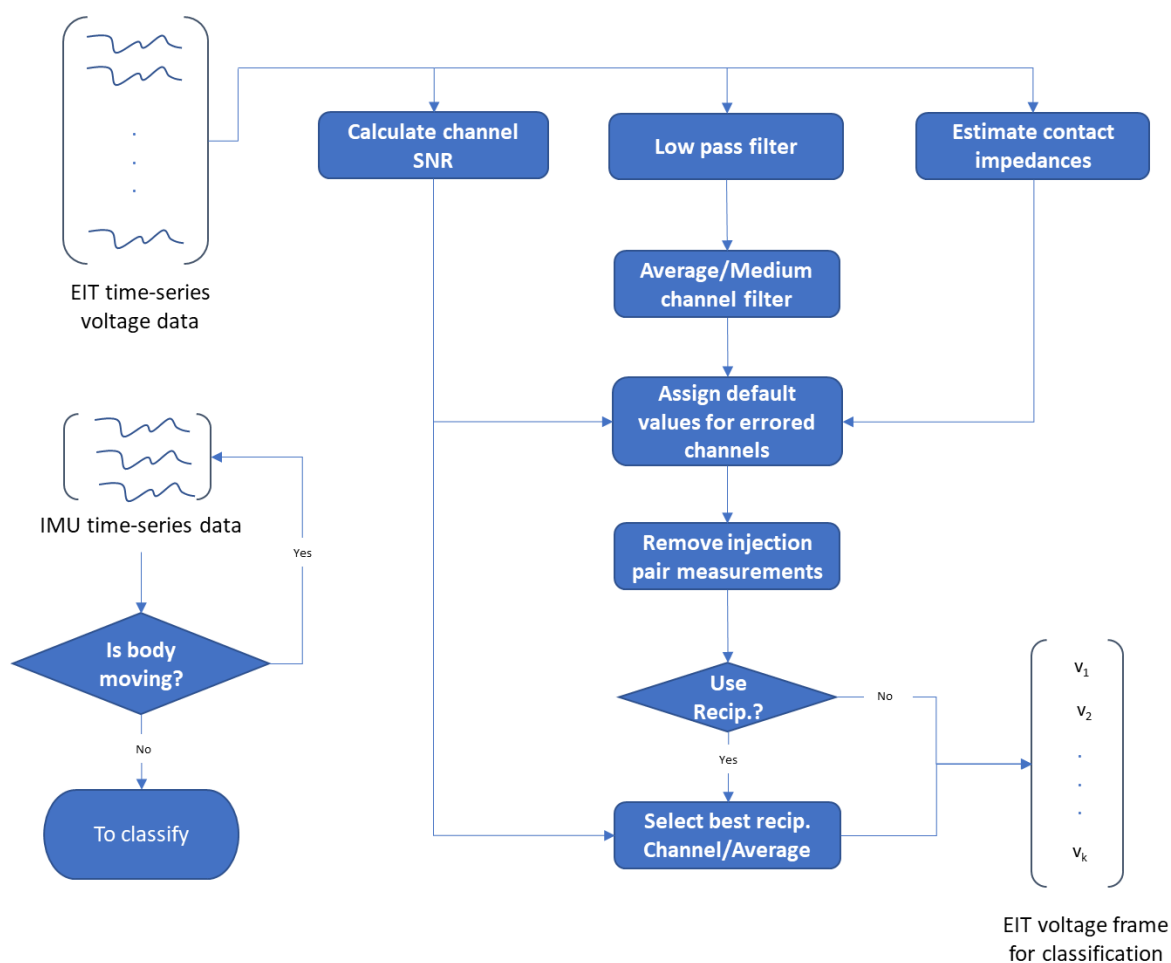 EIT time-series
voltage data
Calculate channel
SNR
Low pass filter
Estimate contact
impedances
Average/Medium
channel filter
Assign default
values for errored
channels
Remove injection
pair measurements
Use
Recip.?
No
Yes
Select best recip.
Channel/Average
IMU time-series data
Yes
Is body
moving?
No
To classify
v₁
v₂
.
.
.
vₖ
EIT voltage frame
for classification